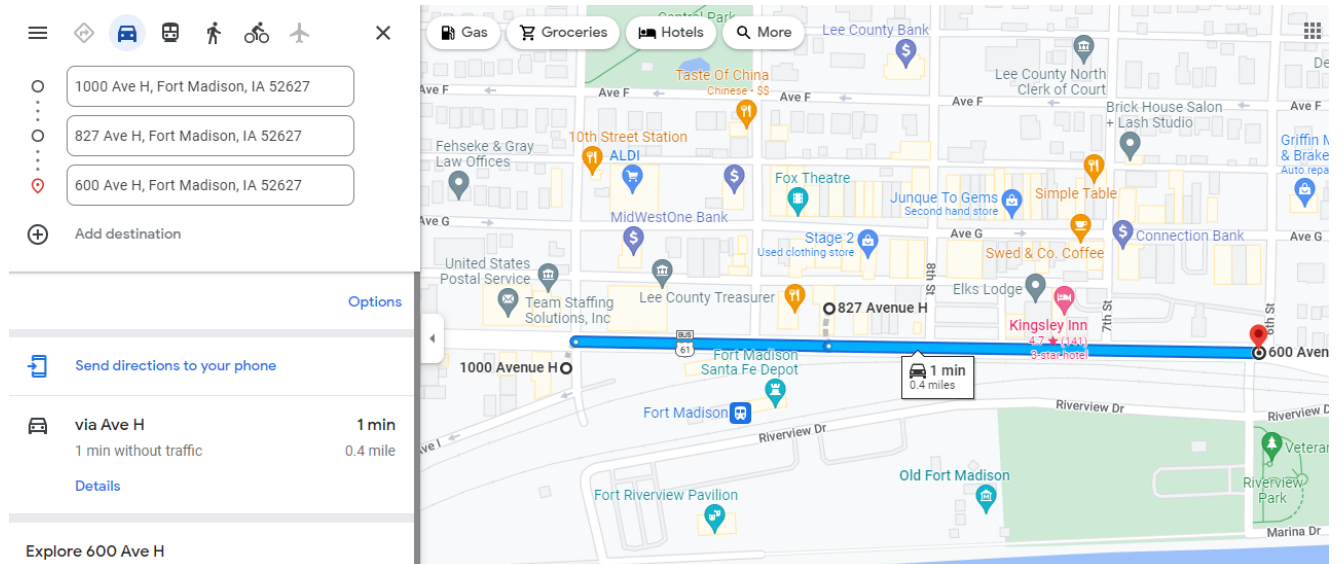 1000 Ave H, Fort Madison, IA 52627
827 Ave H, Fort Madison, IA 52627
600 Ave H, Fort Madison, IA 52627
Add destination
Options
Send directions to your phone
via Ave H
1 min
1 min without traffic
0.4 mile
Details
Explore 600 Ave H
Gas
Groceries
Hotels
More
Central Park
Lee County Bank
Taste Of China
Chinese • $$
Lee County North
Clerk of Court
Ave F
Ave F
Ave F
Ave F
Brick House Salon
+ Lash Studio
Fehseke & Gray
Law Offices
10th Street Station
ALDI
Fox Theatre
Griffin M
& Brake
Auto repa
Junque To Gems
Second hand store
Simple Table
Ave G
MidWestOne Bank
Stage 2
Used clothing store
Ave G
Connection Bank
Ave G
Swed & Co. Coffee
United States
Postal Service
Team Staffing
Solutions, Inc
Lee County Treasurer
8th St
Elks Lodge
827 Avenue H
Kingsley Inn
4.7 ★ (141)
3-star hotel
7th St
6th St
BUS
61
1000 Avenue H
600 Aven
Fort Madison
Santa Fe Depot
1 min
0.4 miles
Fort Madison
Riverview Dr
Riverview D
Riverview Dr
Ave I
Veterar
Old Fort Madison
Riverview
Park
Fort Riverview Pavilion
Marina Dr